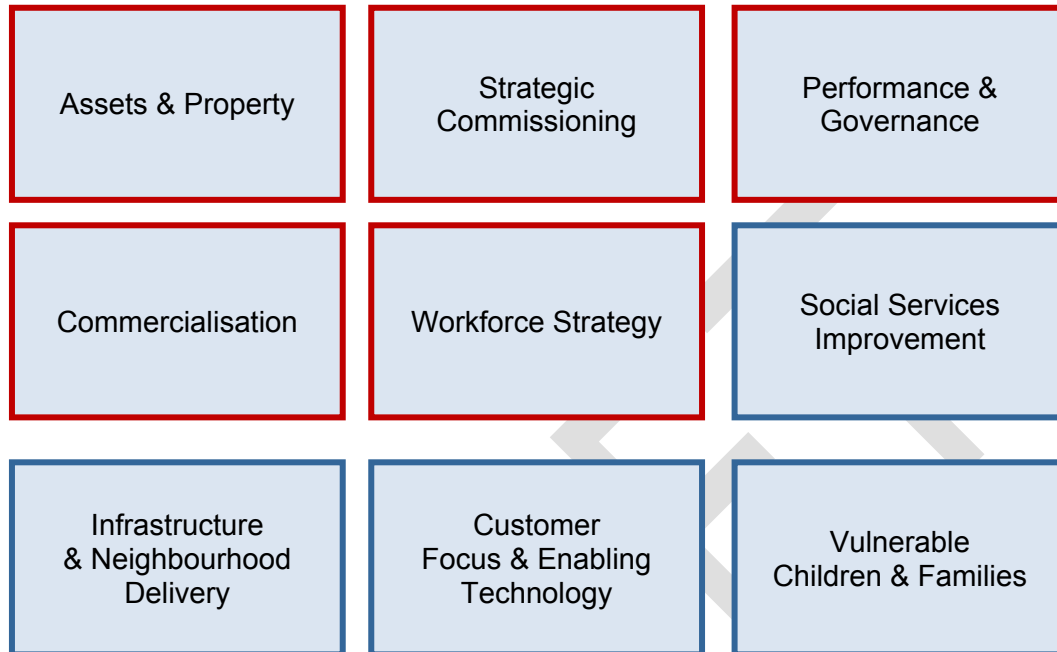 Assets & Property
Strategic
Commissioning
Performance &
Governance
Commercialisation
Workforce Strategy
Social Services
Improvement
Infrastructure
& Neighbourhood
Delivery
Customer
Focus & Enabling
Technology
Vulnerable
Children & Families